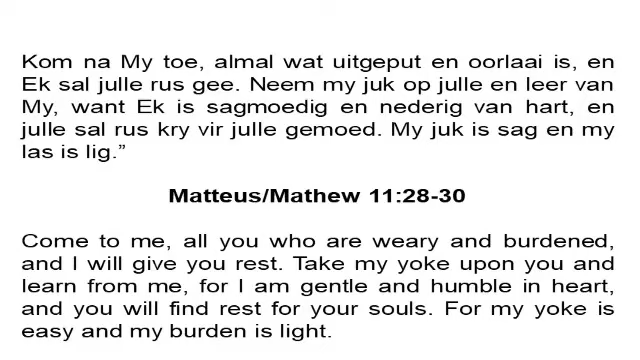 Kom na My toe, almal wat uitgeput en oorlaai is, en
Ek sal julle rus gee. Neem my juk op julle en leer van
My, want Ek is sagmoedig en nederig van hart, en
julle sal rus kry vir julle gemoed. My juk is sag en my
las is lig.”
Matteus/Mathew 11:28-30
Come to me, all you who are weary and burdened,
and I will give you rest. Take my yoke upon you and
learn from me, for I am gentle and humble in heart,
and you will find rest for your souls. For my yoke is
easy and my burden is light.